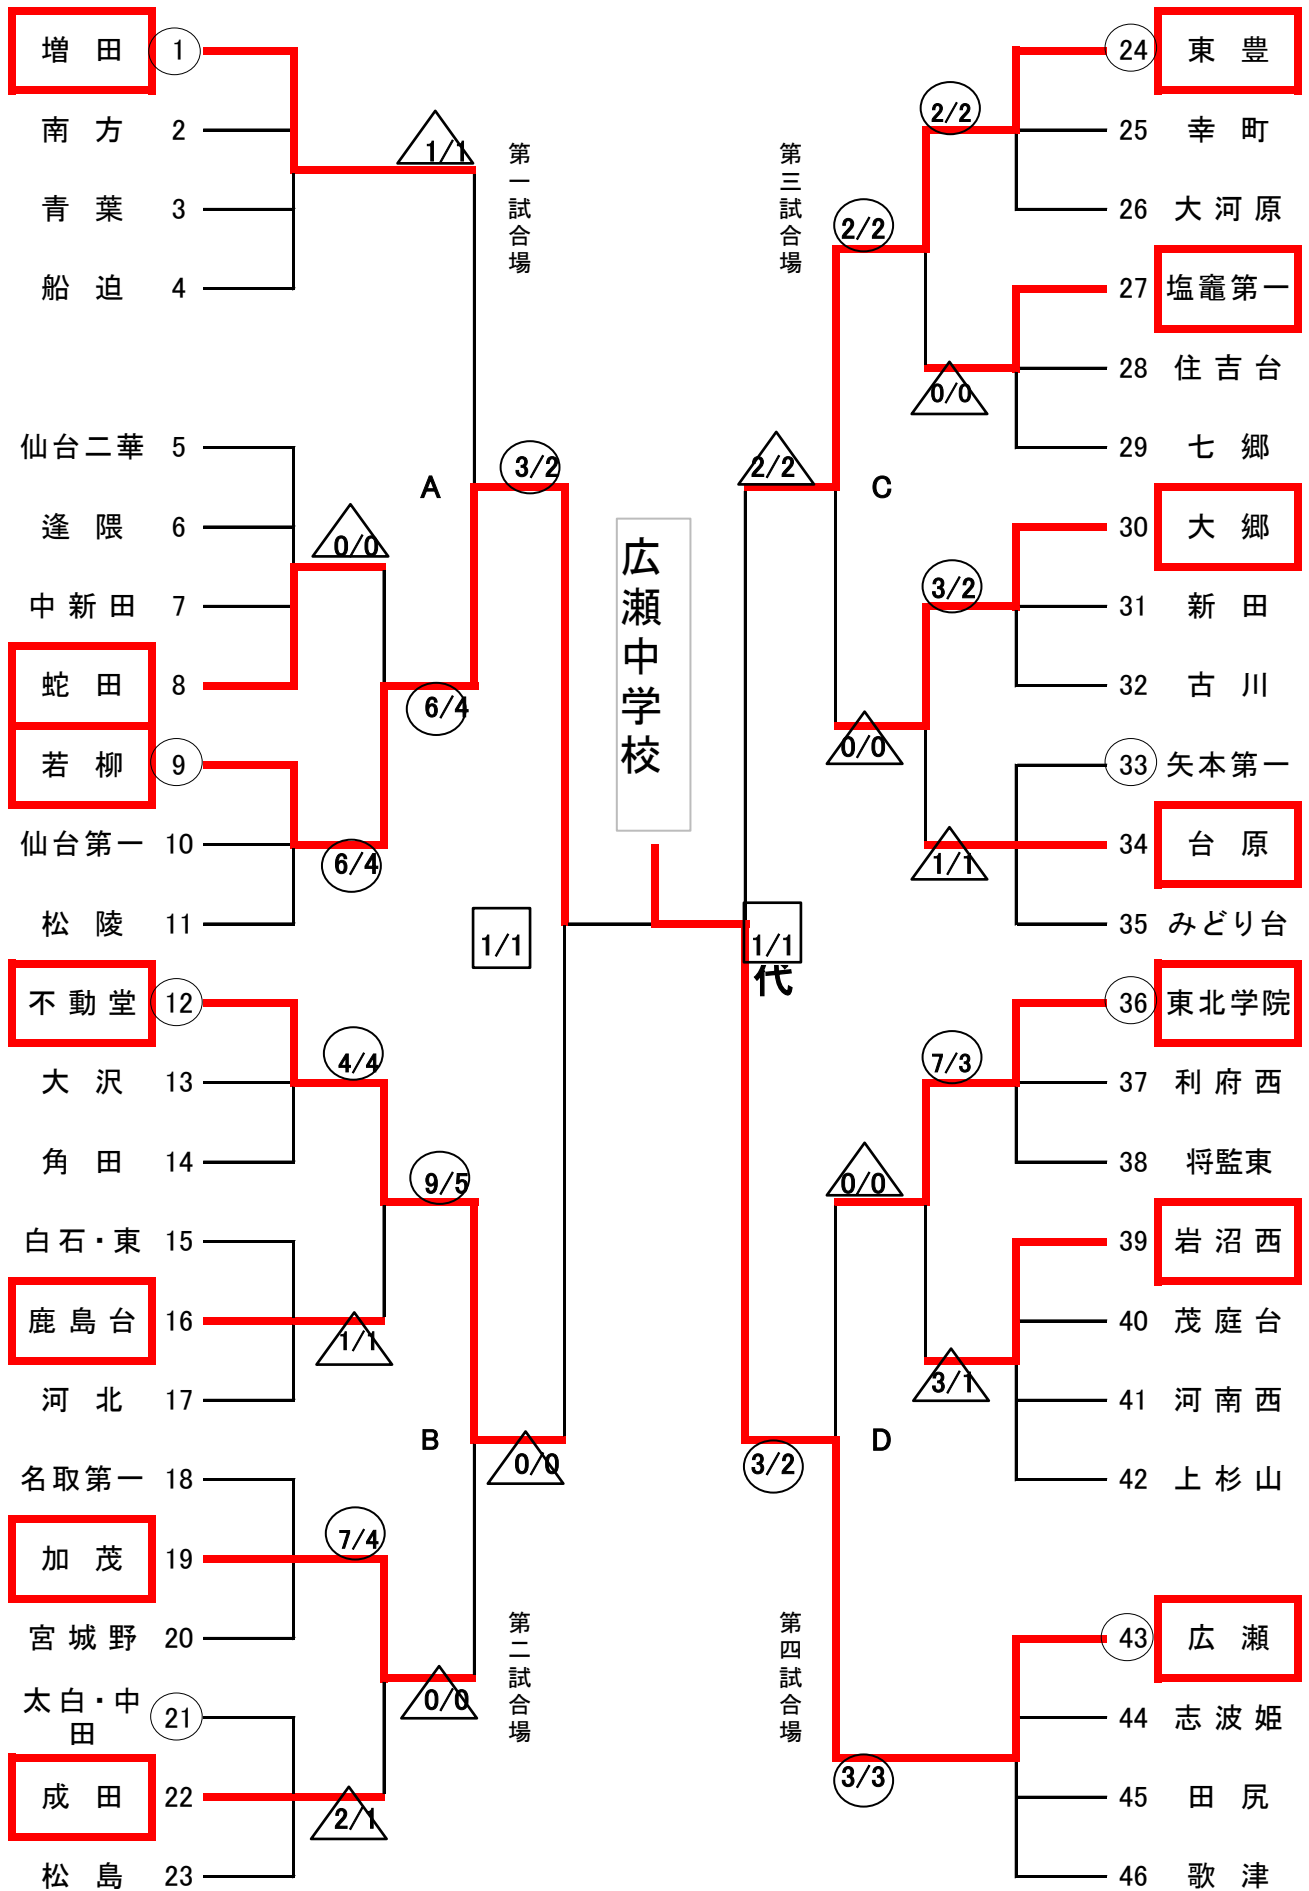 増田 1
南方 2
青葉 3
船迫 4
仙台二華 5
逢隈 6
中新田 7
蛇田 8
若柳 9
仙台第一 10
松陵 11
不動堂 12
大沢 13
角田 14
白石・東 15
鹿島台 16
河北 17
名取第一 18
加茂 19
宮城野 20
太白・中
田 21
成田 22
松島 23
1/1
0/0
6/4
6/4
4/4
1/1
9/5
7/4
2/1
0/0
第一試合場
A
3/2
1/1
B
0/0
第二試合場
広瀬中学校
第三試合場
2/2
C
1/1
代
3/2
D
第四試合場
2/2
2/2
0/0
3/2
0/0
1/1
7/3
0/0
3/1
3/3
24 東豊
25 幸町
26 大河原
27 塩竈第一
28 住吉台
29 七郷
30 大郷
31 新田
32 古川
33 矢本第一
34 台原
35 みどり台
36 東北学院
37 利府西
38 将監東
39 岩沼西
40 茂庭台
41 河南西
42 上杉山
43 広瀬
44 志波姫
45 田尻
46 歌津